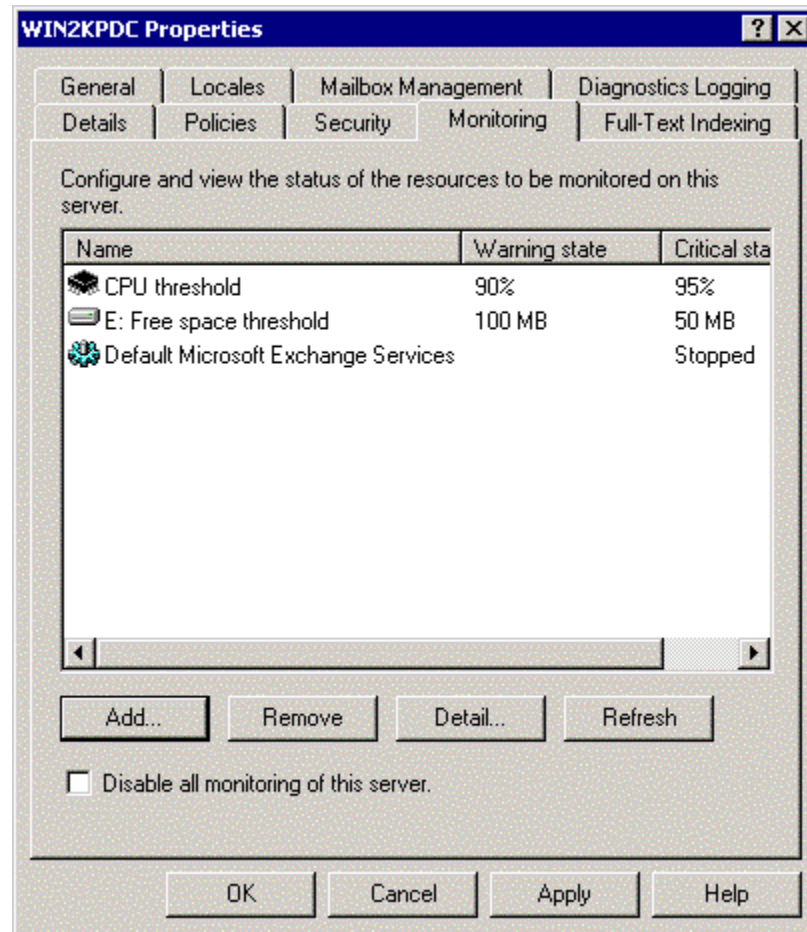 WIN2KPDC Properties
General Locales Mailbox Management Diagnostics Logging
Details Policies Security Monitoring Full-Text Indexing
Configure and view the status of the resources to be monitored on this
server.
Name Warning state Critical sta
CPU threshold 90% 95%
E: Free space threshold 100 MB 50 MB
Default Microsoft Exchange Services Stopped
Add... Remove Detail... Refresh
Disable all monitoring of this server.
OK Cancel Apply Help